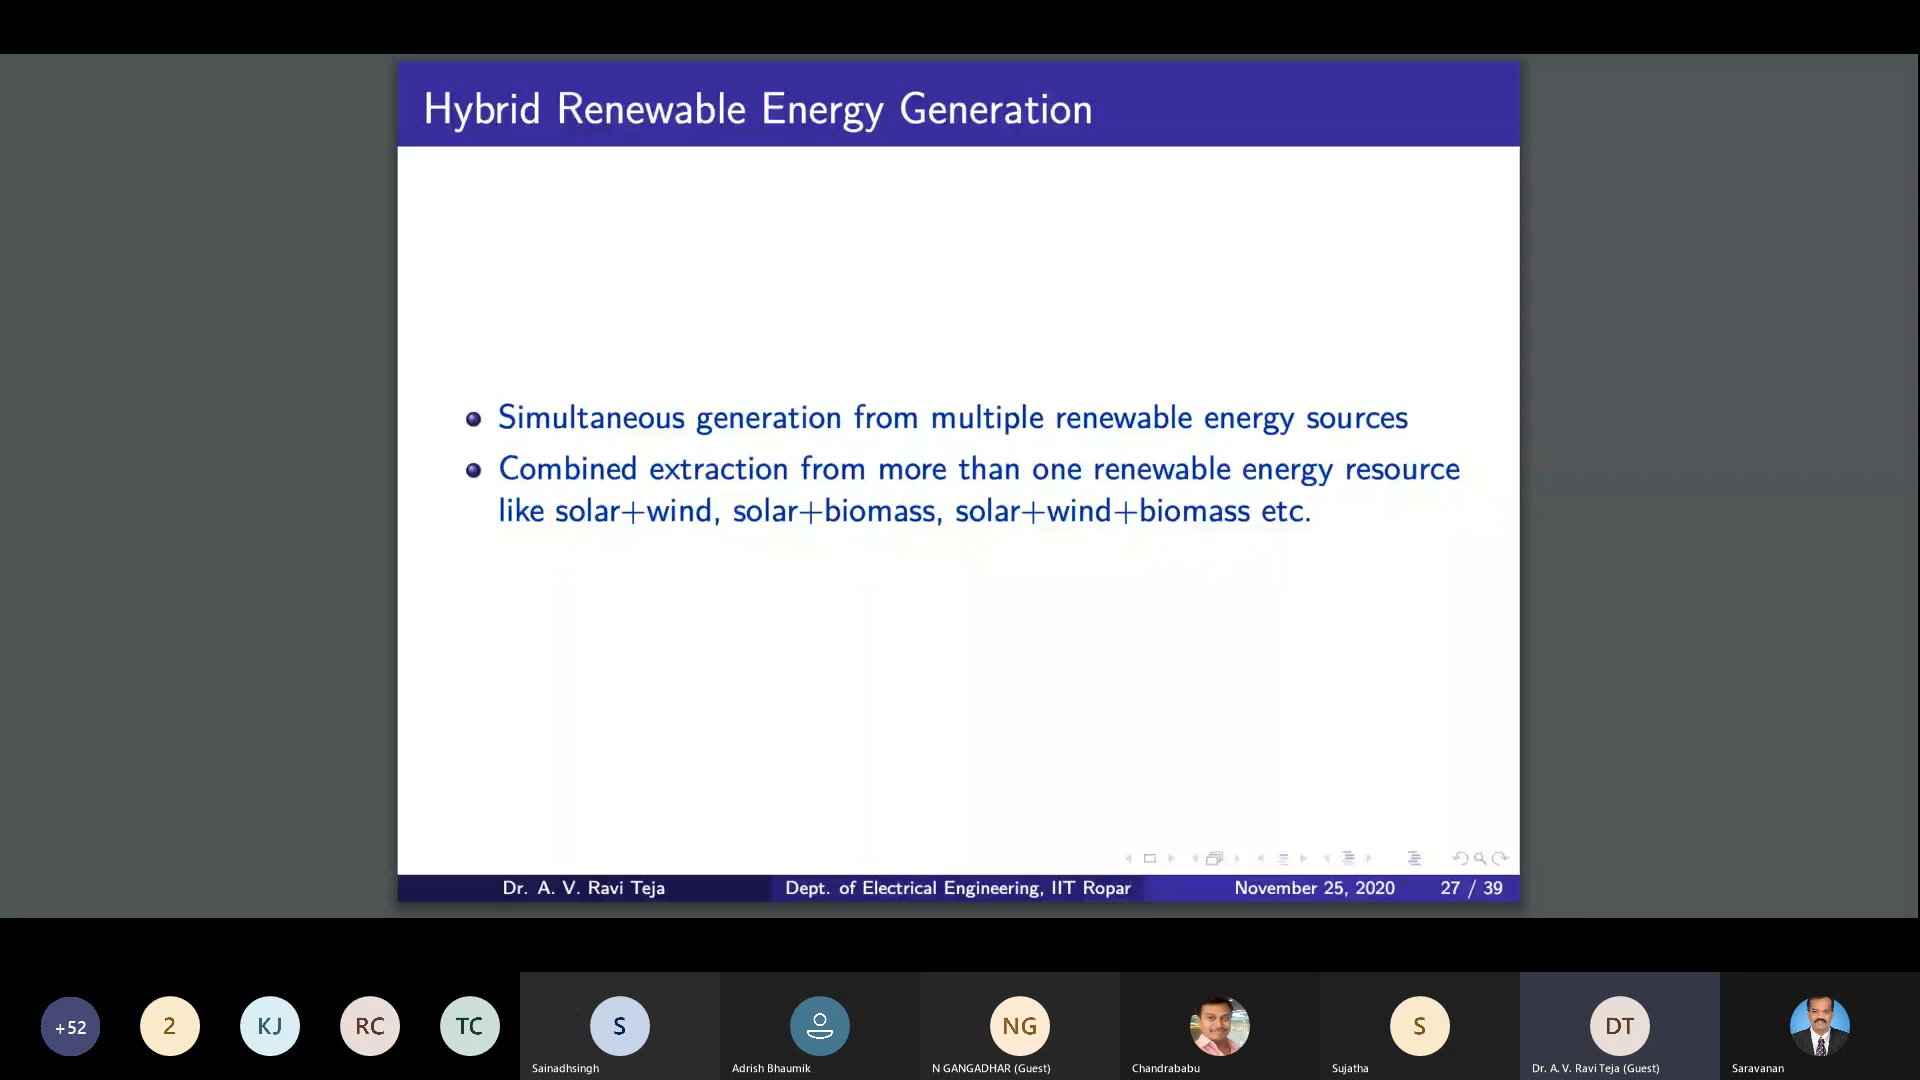 Hybrid Renewable Energy Generation
Simultaneous generation from multiple renewable energy sources
Combined extraction from more than one renewable energy resource
like solar+wind, solar+biomass, solar+wind+biomass etc.
Dr. A. V. Ravi Teja Dept. of Electrical Engineering, IIT Ropar November 25, 2020 27 / 39
+52 2 KJ RC TC S NG S DT
Sainadhsingh Adrish Bhaumik N GANGADHAR (Guest) Chandrababu Sujatha Dr. A. V. Ravi Teja (Guest) Saravanan